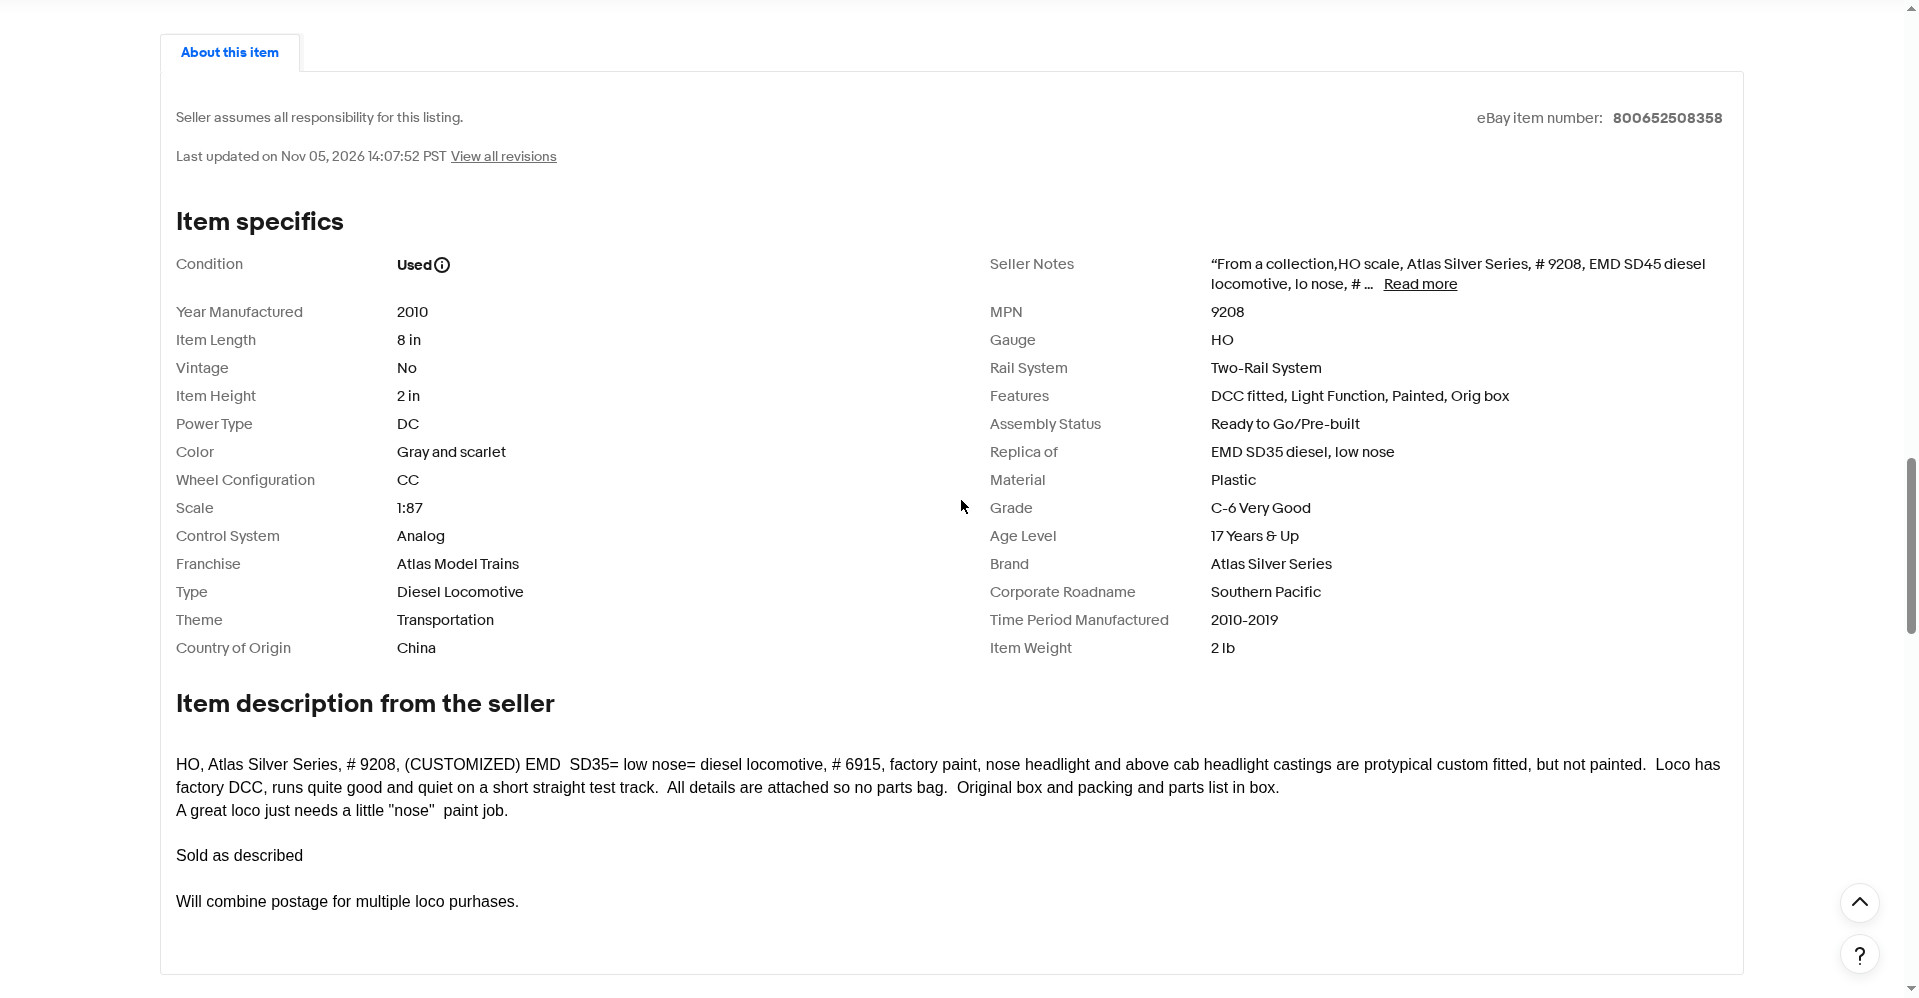 About this item
Seller assumes all responsibility for this listing.
eBay item number: 800652508358
Last updated on Nov 05, 2026 14:07:52 PST View all revisions
Item specifics
Condition Used
Seller Notes “From a collection,HO scale, Atlas Silver Series, # 9208, EMD SD45 diesel
locomotive, lo nose, # ... Read more
Year Manufactured 2010
MPN 9208
Item Length 8 in
Gauge HO
Vintage No
Rail System Two-Rail System
Item Height 2 in
Features DCC fitted, Light Function, Painted, Orig box
Power Type DC
Assembly Status Ready to Go/Pre-built
Color Gray and scarlet
Replica of EMD SD35 diesel, low nose
Wheel Configuration CC
Material Plastic
Scale 1:87
Grade C-6 Very Good
Control System Analog
Age Level 17 Years & Up
Franchise Atlas Model Trains
Brand Atlas Silver Series
Type Diesel Locomotive
Corporate Roadname Southern Pacific
Theme Transportation
Time Period Manufactured 2010-2019
Country of Origin China
Item Weight 2 lb
Item description from the seller
HO, Atlas Silver Series, # 9208, (CUSTOMIZED) EMD  SD35= low nose= diesel locomotive, # 6915, factory paint, nose headlight and above cab headlight castings are protypical custom fitted, but not painted.  Loco has
factory DCC, runs quite good and quiet on a short straight test track.  All details are attached so no parts bag.  Original box and packing and parts list in box.
A great loco just needs a little "nose"  paint job.
Sold as described
Will combine postage for multiple loco purhases.
?